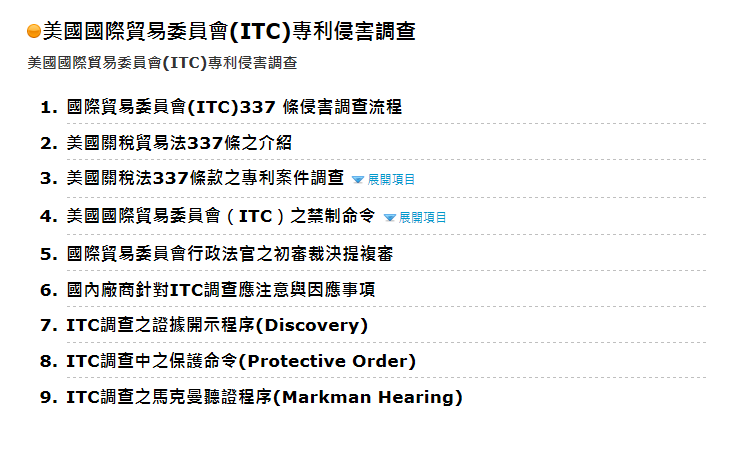 美國國際貿易委員會(ITC)專利侵害調查
美國國際貿易委員會(ITC)專利侵害調查
1. 國際貿易委員會(ITC)337 條侵害調查流程
2. 美國關稅貿易法337條之介紹
3. 美國關稅法337條款之專利案件調查 展開項目
4. 美國國際貿易委員會（ITC）之禁制命令 展開項目
5. 國際貿易委員會行政法官之初審裁決提複審
6. 國內廠商針對ITC調查應注意與因應事項
7. ITC調查之證據開示程序(Discovery)
8. ITC調查中之保護命令(Protective Order)
9. ITC調查之馬克曼聽證程序(Markman Hearing)